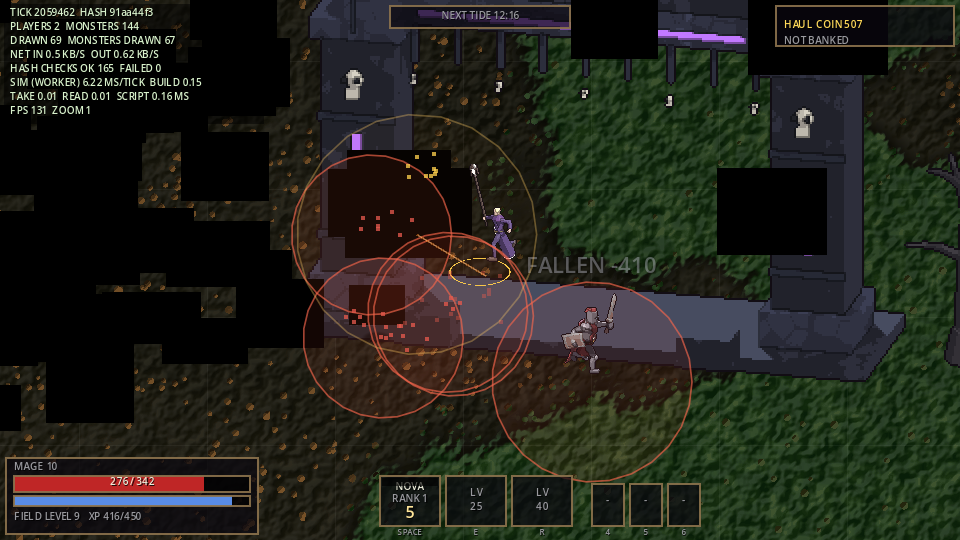 TICK 2059462 HASH 91aa44f3
PLAYERS 2 MONSTERS 144
DRAWN 69 MONSTERS DRAWN 67
NET IN 0.5 KB/S OUT 0.62 KB/S
HASH CHECKS OK 165 FAILED 0
SIM (WORKER) 6.22 MS/TICK BUILD 0.15
TAKE 0.01 READ 0.01 SCRIPT 0.16 MS
FPS 131 ZOOM 1
NEXT TIDE 12:16
HAUL COIN 507
NOT BANKED
FALLEN -410
MAGE 10
276/342
FIELD LEVEL 9 XP 416/450
NOVA
RANK 1
5
SPACE
LV
25
E
LV
40
R
-
4
-
5
-
6